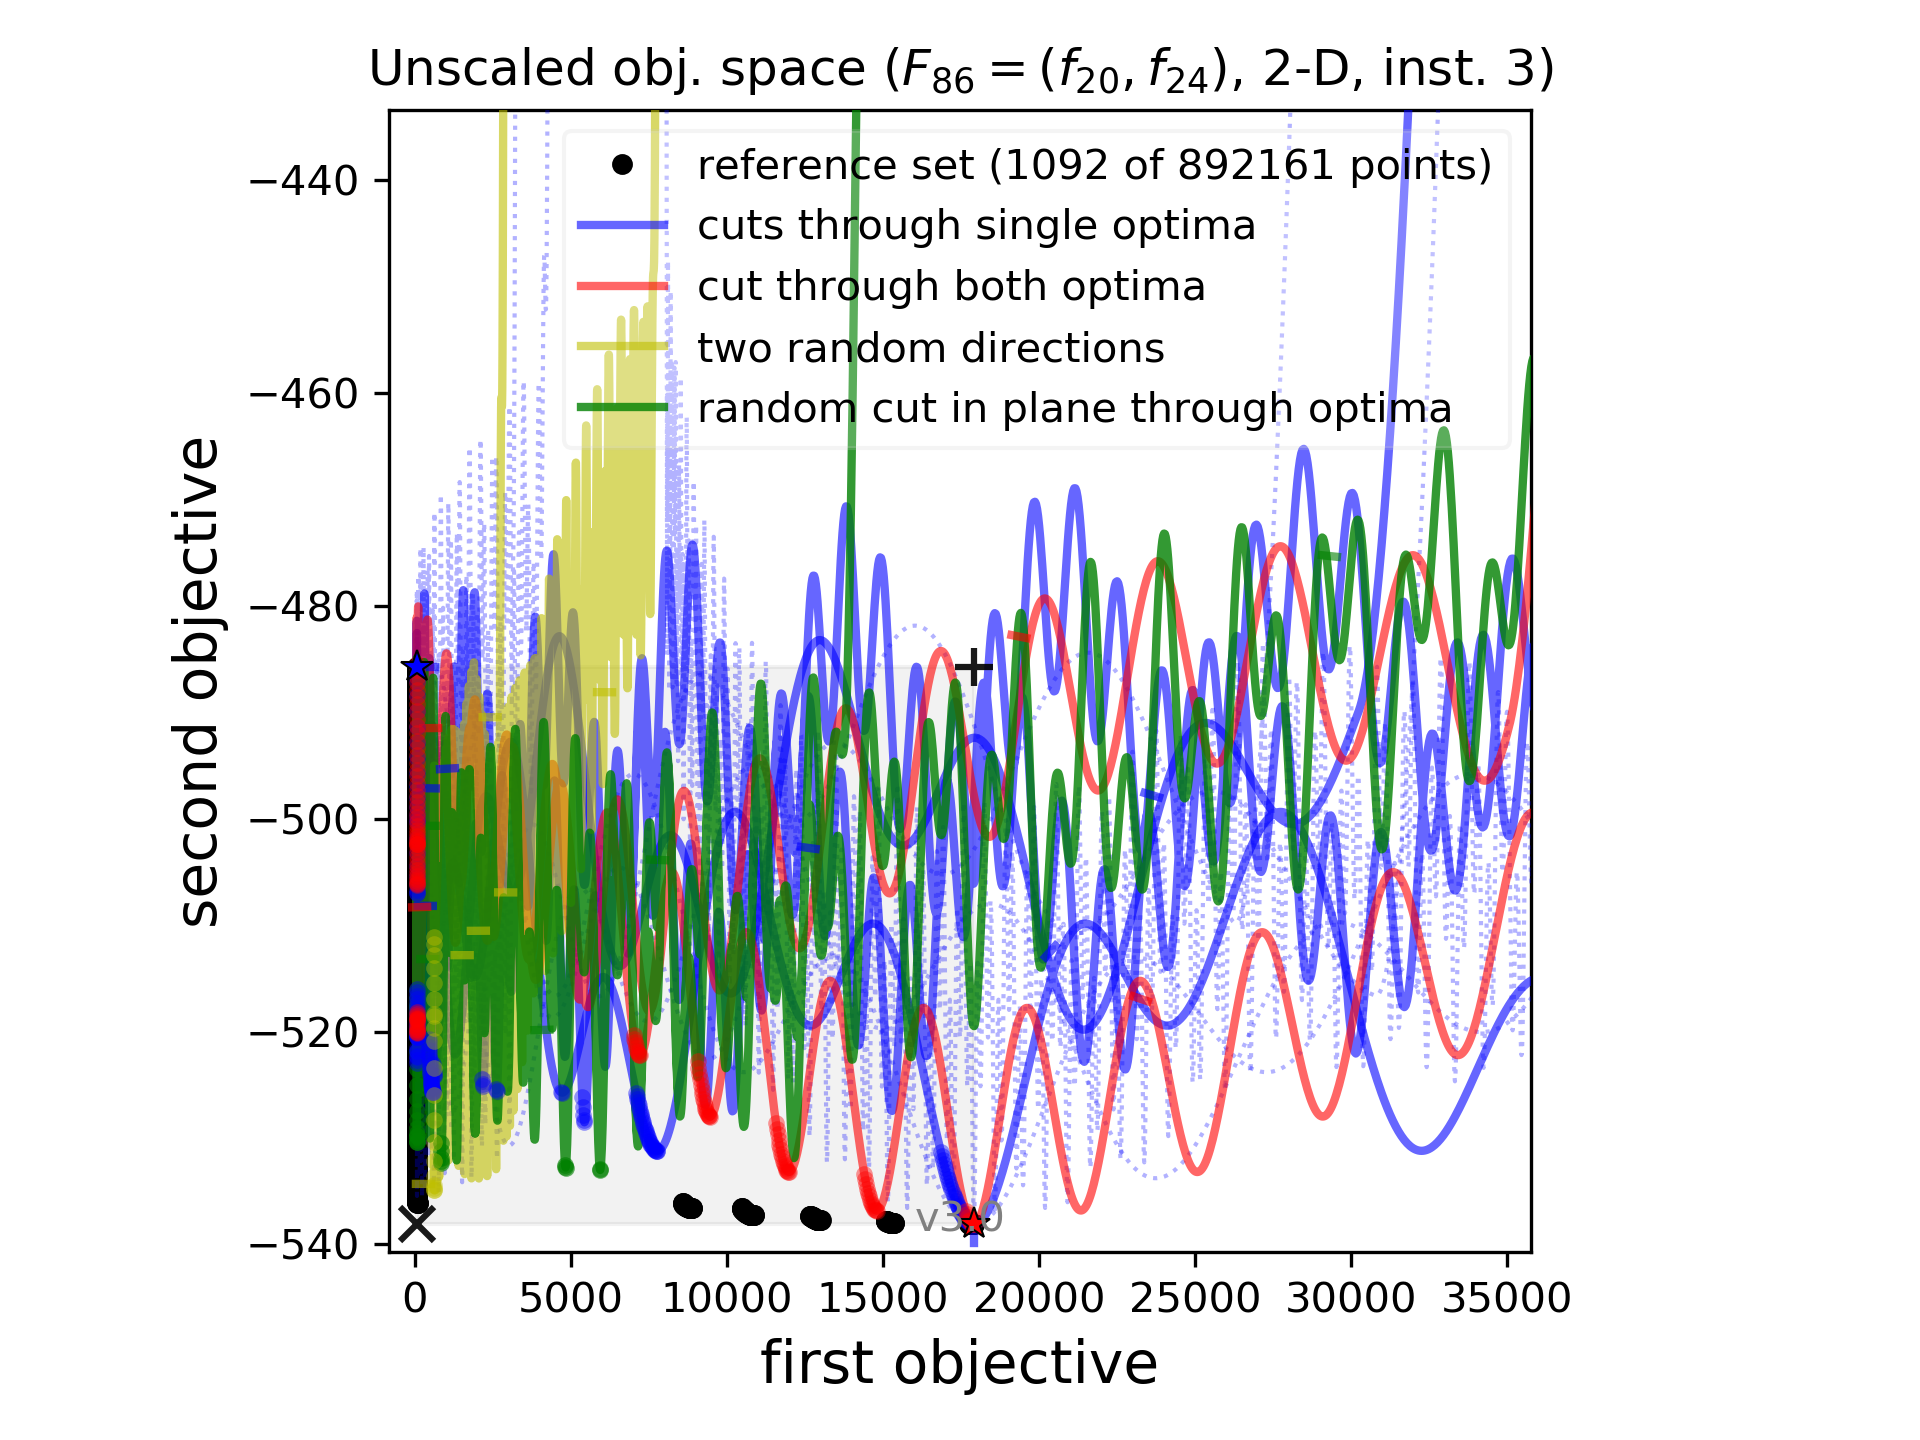 Unscaled obj. space (F₈₆ = (f₂₀, f₂₄), 2-D, inst. 3)
reference set (1092 of 892161 points)
cuts through single optima
cut through both optima
two random directions
random cut in plane through optima
−440
−460
−480
−500
−520
−540
second objective
v3.0
0 5000 10000 15000 20000 25000 30000 35000
first objective